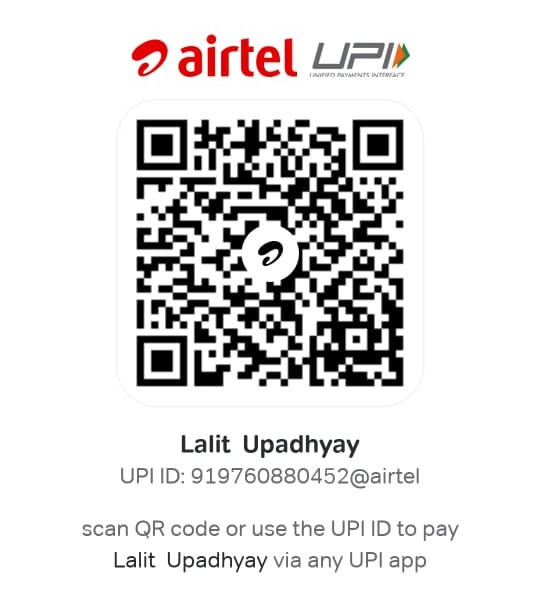 airtel UPI
UNIFIED PAYMENTS INTERFACE
Lalit Upadhyay
UPI ID: 919760880452@airtel
scan QR code or use the UPI ID to pay
Lalit Upadhyay via any UPI app